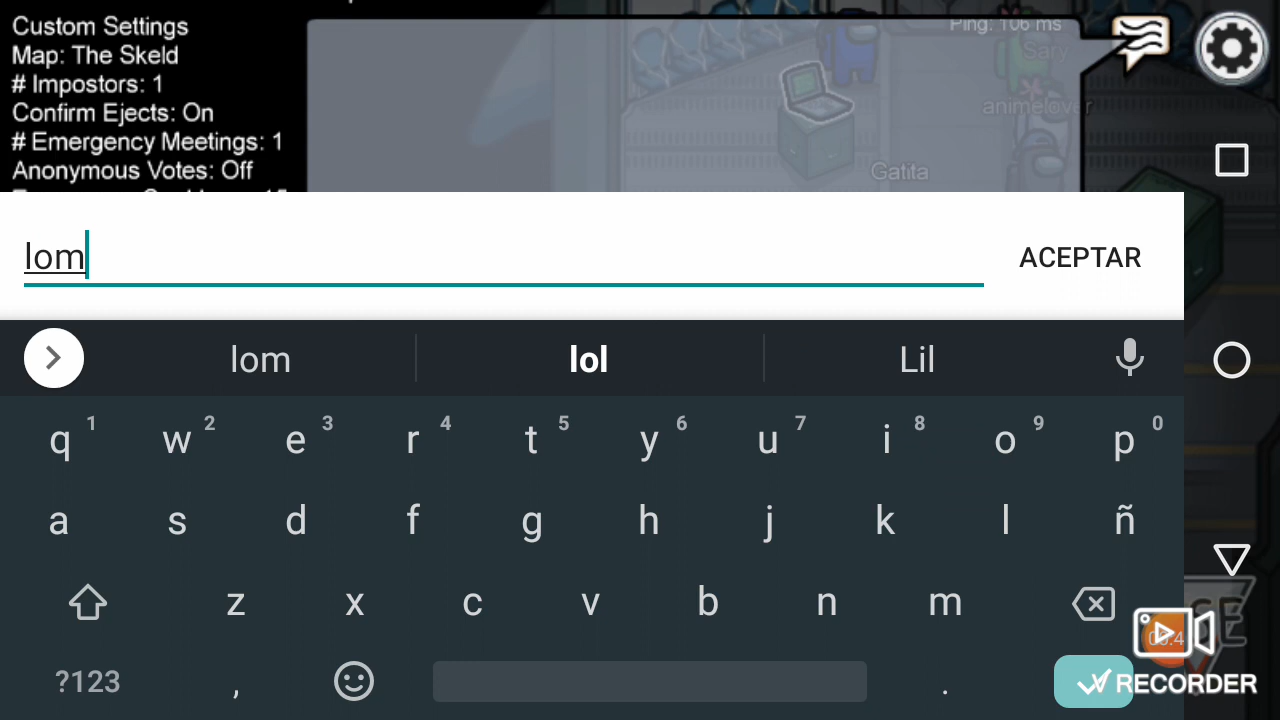 Custom Settings
Map: The Skeld
# Impostors: 1
Confirm Ejects: On
# Emergency Meetings: 1
Anonymous Votes: Off
Ping: 106 ms
Sary
animelover
Gatita
lom
ACEPTAR
lom lol Lil
q 1 w 2 e 3 r 4 t 5 y 6 u 7 i 8 o 9 p 0
a s d f g h j k l ñ
z x c v b n m
?123 , .
RECORDER